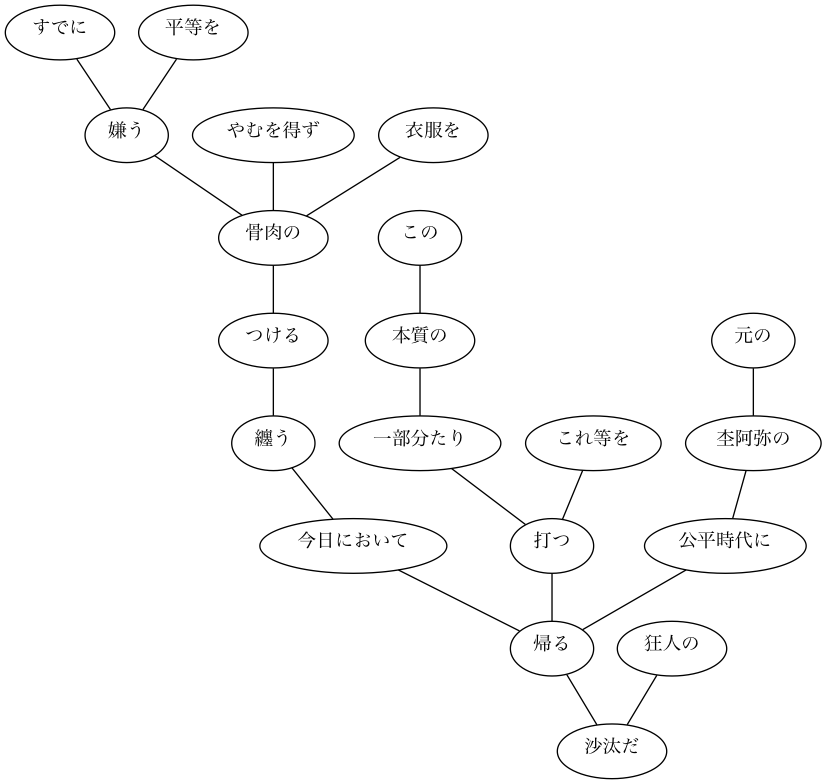 すでに 平等を
嫌う やむを得ず 衣服を
骨肉の この
つける 本質の 元の
纏う 一部分たり これ等を 杢阿弥の
今日において 打つ 公平時代に
帰る 狂人の
沙汰だ